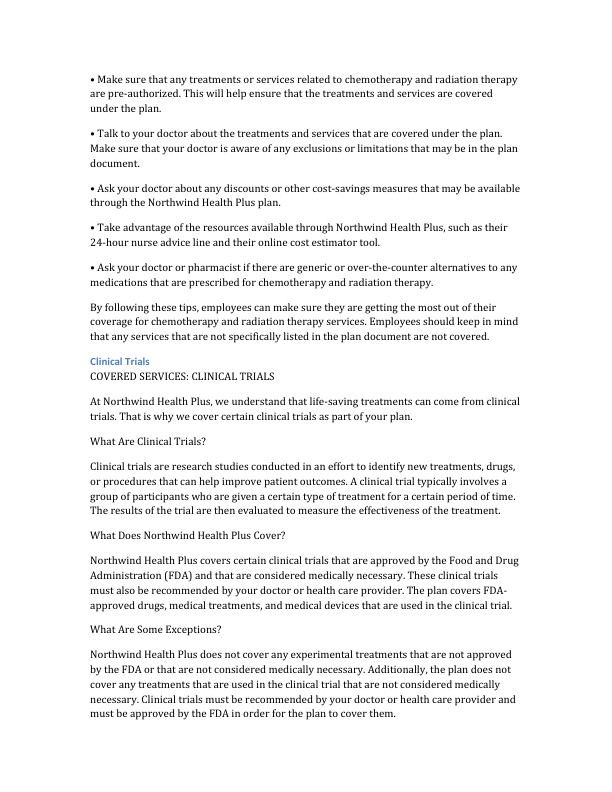 • Make sure that any treatments or services related to chemotherapy and radiation therapy
are pre-authorized. This will help ensure that the treatments and services are covered
under the plan.
• Talk to your doctor about the treatments and services that are covered under the plan.
Make sure that your doctor is aware of any exclusions or limitations that may be in the plan
document.
• Ask your doctor about any discounts or other cost-savings measures that may be available
through the Northwind Health Plus plan.
• Take advantage of the resources available through Northwind Health Plus, such as their
24-hour nurse advice line and their online cost estimator tool.
• Ask your doctor or pharmacist if there are generic or over-the-counter alternatives to any
medications that are prescribed for chemotherapy and radiation therapy.
By following these tips, employees can make sure they are getting the most out of their
coverage for chemotherapy and radiation therapy services. Employees should keep in mind
that any services that are not specifically listed in the plan document are not covered.
Clinical Trials
COVERED SERVICES: CLINICAL TRIALS
At Northwind Health Plus, we understand that life-saving treatments can come from clinical
trials. That is why we cover certain clinical trials as part of your plan.
What Are Clinical Trials?
Clinical trials are research studies conducted in an effort to identify new treatments, drugs,
or procedures that can help improve patient outcomes. A clinical trial typically involves a
group of participants who are given a certain type of treatment for a certain period of time.
The results of the trial are then evaluated to measure the effectiveness of the treatment.
What Does Northwind Health Plus Cover?
Northwind Health Plus covers certain clinical trials that are approved by the Food and Drug
Administration (FDA) and that are considered medically necessary. These clinical trials
must also be recommended by your doctor or health care provider. The plan covers FDA-
approved drugs, medical treatments, and medical devices that are used in the clinical trial.
What Are Some Exceptions?
Northwind Health Plus does not cover any experimental treatments that are not approved
by the FDA or that are not considered medically necessary. Additionally, the plan does not
cover any treatments that are used in the clinical trial that are not considered medically
necessary. Clinical trials must be recommended by your doctor or health care provider and
must be approved by the FDA in order for the plan to cover them.